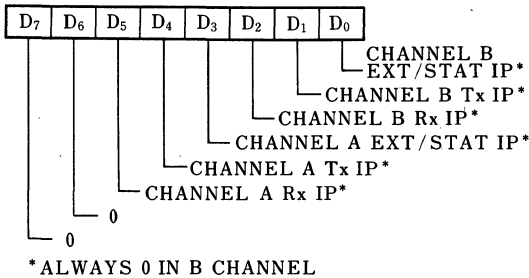 D7 D6 D5 D4 D3 D2 D1 D0
CHANNEL B
EXT/STAT IP*
CHANNEL B Tx IP*
CHANNEL B Rx IP*
CHANNEL A EXT/STAT IP*
CHANNEL A Tx IP*
CHANNEL A Rx IP*
0
0
*ALWAYS 0 IN B CHANNEL